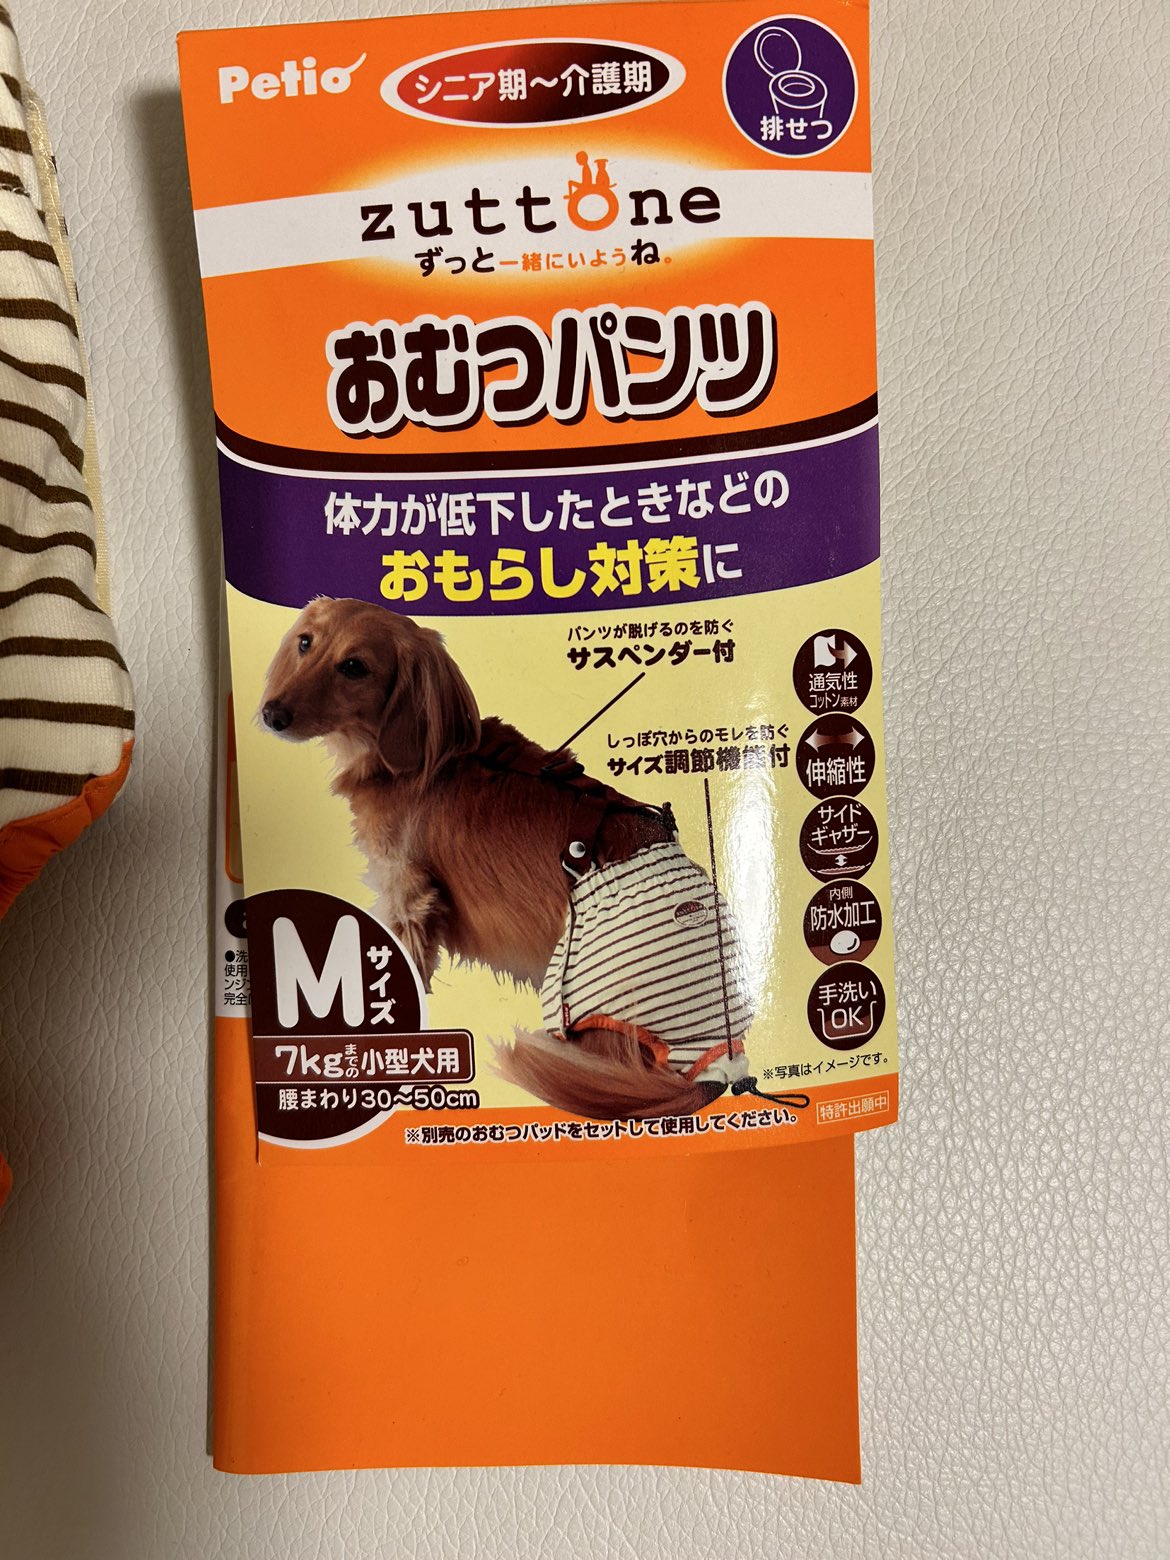 Petio
シニア期〜介護期
排せつ
zuttone
ずっと一緒にいようね。
おむつパンツ
体力が低下したときなどの
おもらし対策に
パンツが脱げるのを防ぐ
サスペンダー付
しっぽ穴からのモレを防ぐ
サイズ調節機能付
通気性
コットン素材
伸縮性
サイド
ギャザー
内側
防水加工
手洗い
OK
Mサイズ
7kgまでの小型犬用
腰まわり30〜50cm
※写真はイメージです。
※別売のおむつパッドをセットして使用してください。
特許出願中
●洗
使用
ンジ
完全